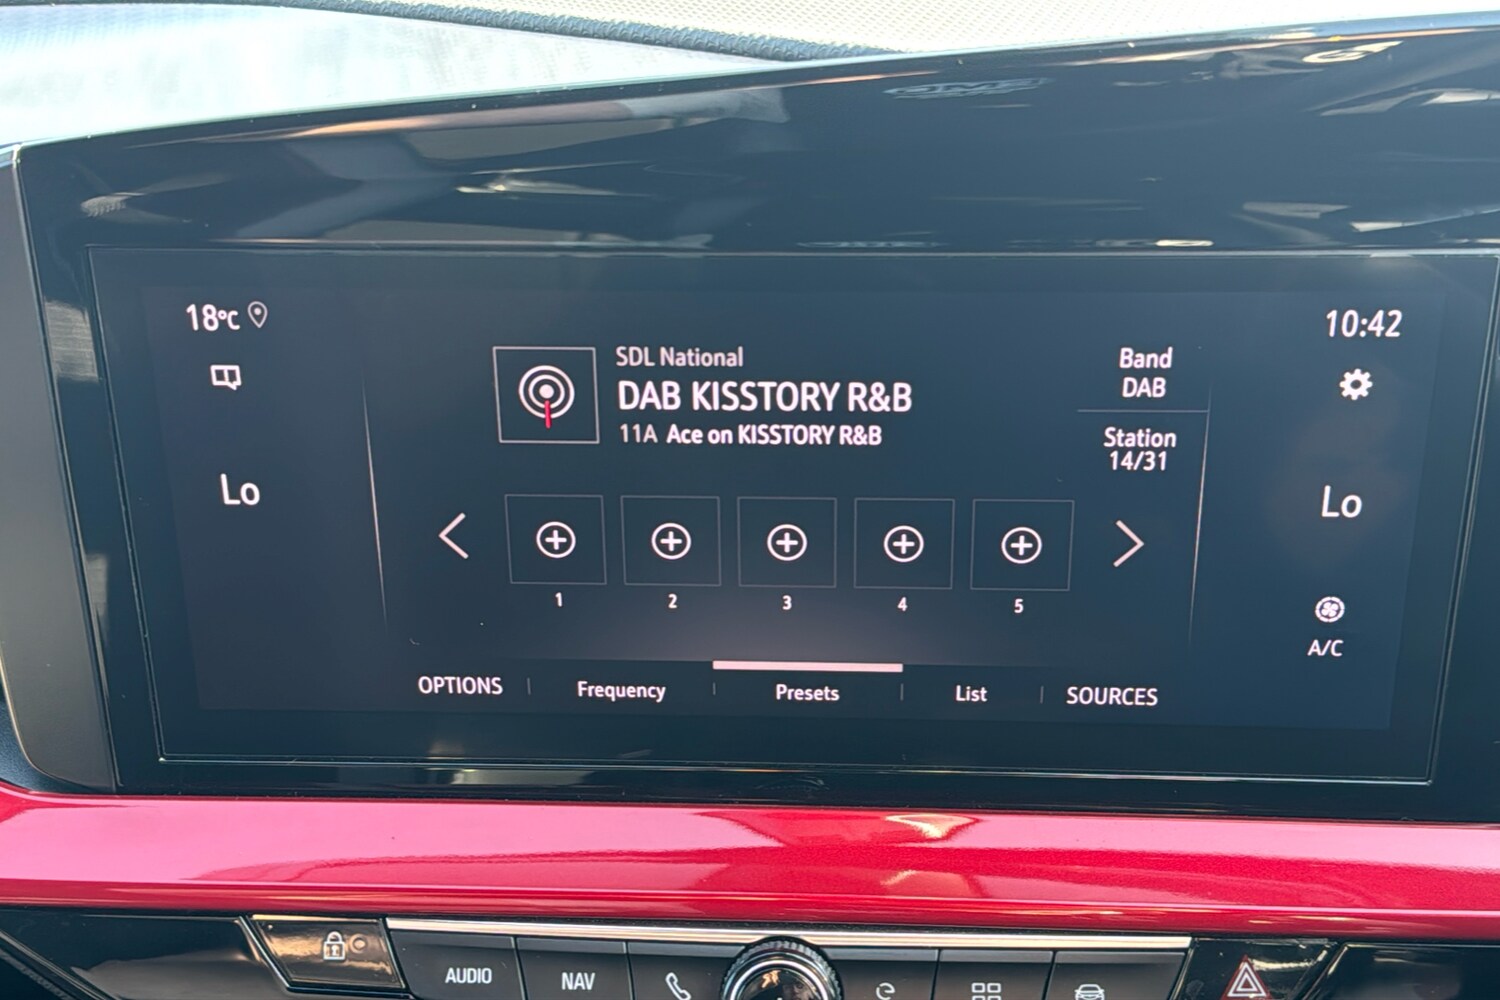 18°C
10:42
SDL National
DAB KISSTORY R&B
11A Ace on KISSTORY R&B
Band
DAB
Station
14/31
Lo
Lo
1
2
3
4
5
A/C
OPTIONS
Frequency
Presets
List
SOURCES
AUDIO
NAV